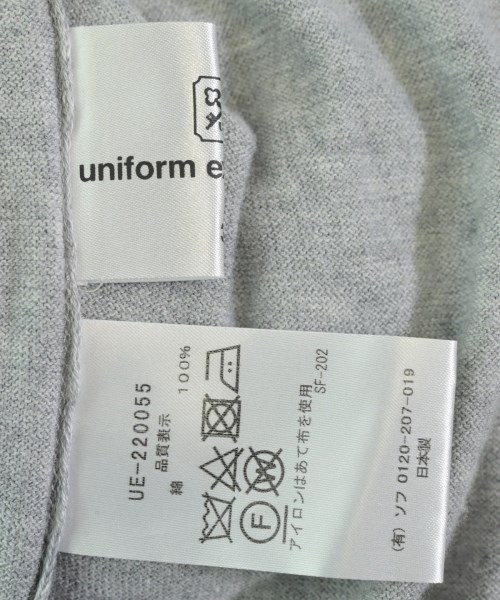 uniform e
UE-220055
品質表示
綿 100%
アイロンはあて布を使用
SF-202
F
W
(有) ソフ 0120-207-019
日本製